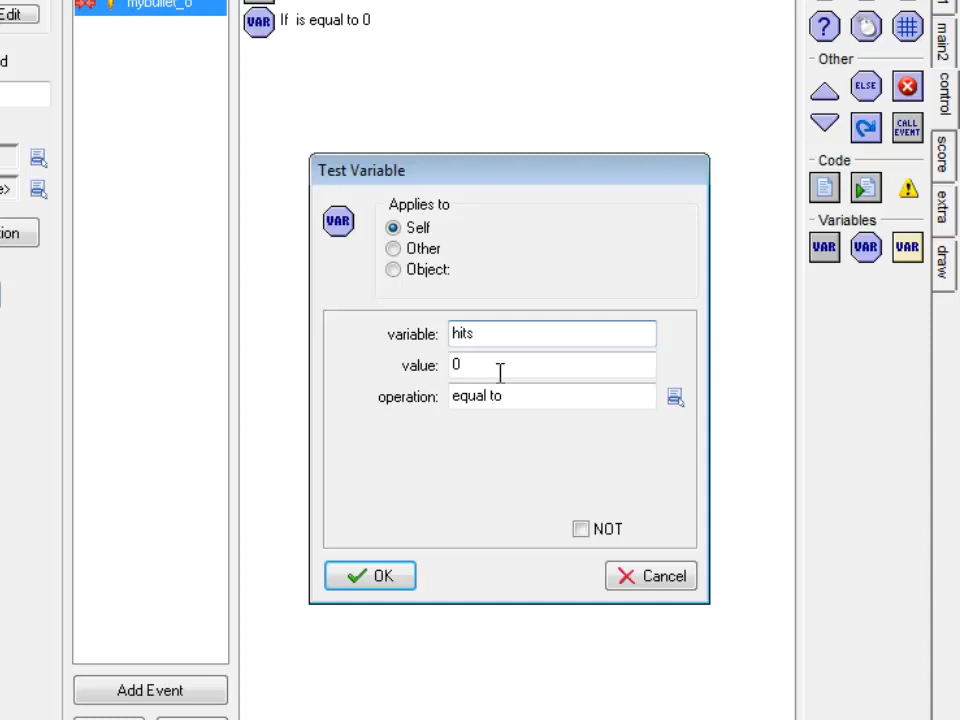 Edit
mybullet_o
If is equal to 0
VAR
?
main2
d
Other
ELSE
control
CALL
EVENT
Test Variable
Code
score
e>
Applies to
VAR
Self
Other
Object:
extra
tion
Variables
VAR
VAR
VAR
draw
variable: hits
value: 0
operation: equal to
NOT
OK
Cancel
Add Event